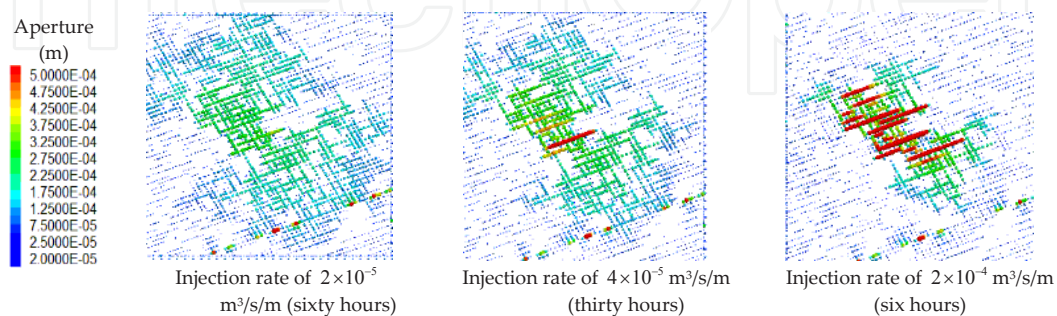 Aperture
(m)
5.0000E-04
4.7500E-04
4.2500E-04
3.7500E-04
3.2500E-04
2.7500E-04
2.2500E-04
1.7500E-04
1.2500E-04
7.5000E-05
2.5000E-05
2.0000E-05
Injection rate of 2×10⁻⁵
m³/s/m (sixty hours)
Injection rate of 4×10⁻⁵ m³/s/m
(thirty hours)
Injection rate of 2×10⁻⁴ m³/s/m
(six hours)